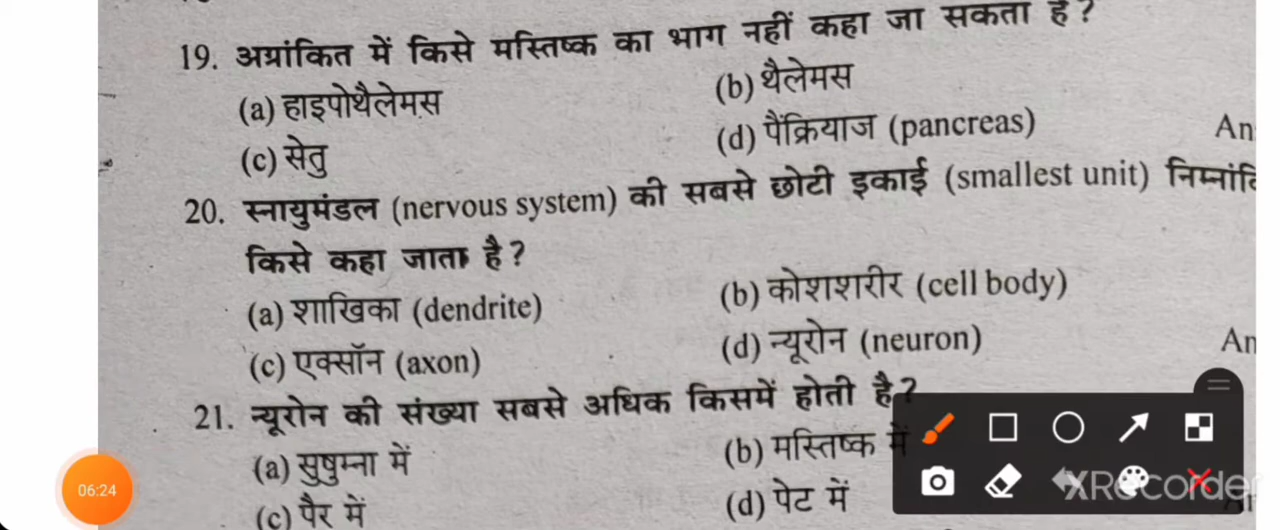 19. अग्रांकित में किसे मस्तिष्क का भाग नहीं कहा जा सकता है?
(a) हाइपोथैलेमस (b) थैलेमस
(c) सेतु (d) पैंक्रियाज (pancreas) An
20. स्नायुमंडल (nervous system) की सबसे छोटी इकाई (smallest unit)
किसे कहा जाता है?
(a) शाखिका (dendrite) (b) कोशशरीर (cell body)
(c) एक्सॉन (axon) (d) न्यूरोन (neuron) An
21. न्यूरोन की संख्या सबसे अधिक किसमें होती है?
(a) सुषुम्ना में (b) मस्तिष्क में
(c) पैर में (d) पेट में
06:24
XRecorder